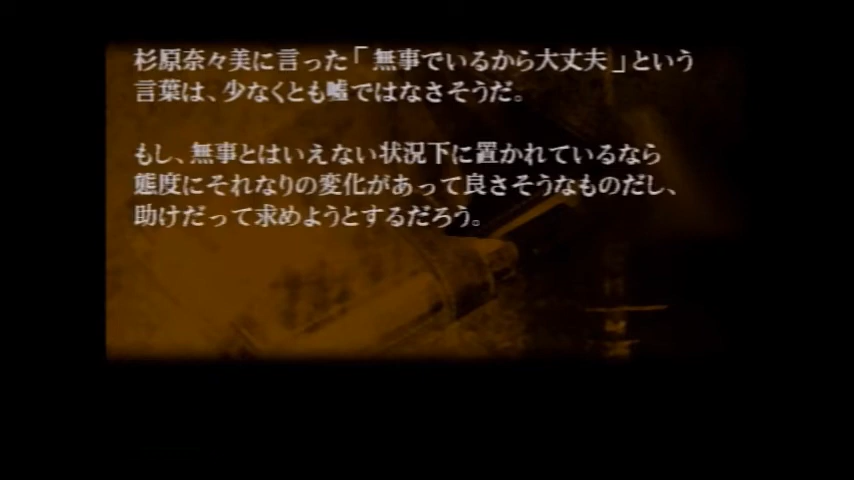 杉原奈々美に言った「無事でいるから大丈夫」という
言葉は、少なくとも嘘ではなさそうだ。
もし、無事とはいえない状況下に置かれているなら
態度にそれなりの変化があって良さそうなものだし、
助けだって求めようとするだろう。